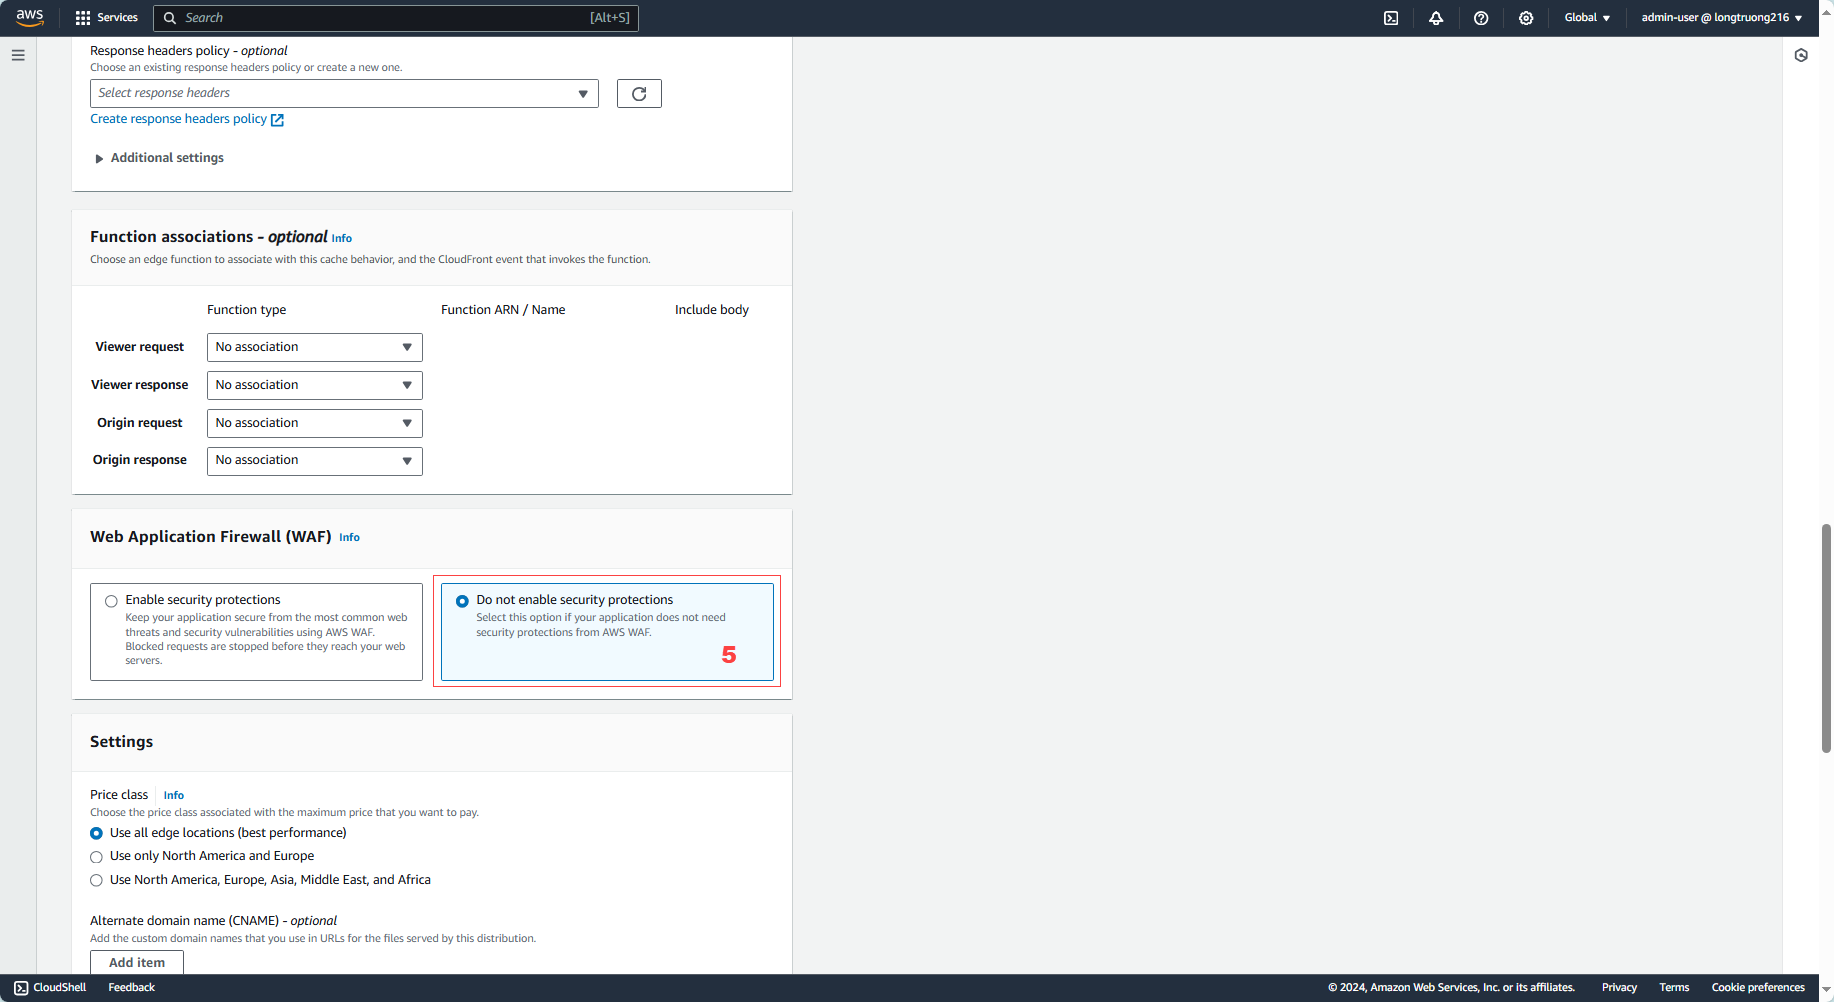 aws
Services
Search
[Alt+S]
Global
admin-user @ longtruong216
Response headers policy - optional
Choose an existing response headers policy or create a new one.
Select response headers
Create response headers policy
Additional settings
Function associations - optional Info
Choose an edge function to associate with this cache behavior, and the CloudFront event that invokes the function.
Function type Function ARN / Name Include body
Viewer request No association
Viewer response No association
Origin request No association
Origin response No association
Web Application Firewall (WAF) Info
Enable security protections
Keep your application secure from the most common web
threats and security vulnerabilities using AWS WAF.
Blocked requests are stopped before they reach your web
servers.
Do not enable security protections
Select this option if your application does not need
security protections from AWS WAF.
5
Settings
Price class Info
Choose the price class associated with the maximum price that you want to pay.
Use all edge locations (best performance)
Use only North America and Europe
Use North America, Europe, Asia, Middle East, and Africa
Alternate domain name (CNAME) - optional
Add the custom domain names that you use in URLs for the files served by this distribution.
Add item
CloudShell Feedback
© 2024, Amazon Web Services, Inc. or its affiliates. Privacy Terms Cookie preferences